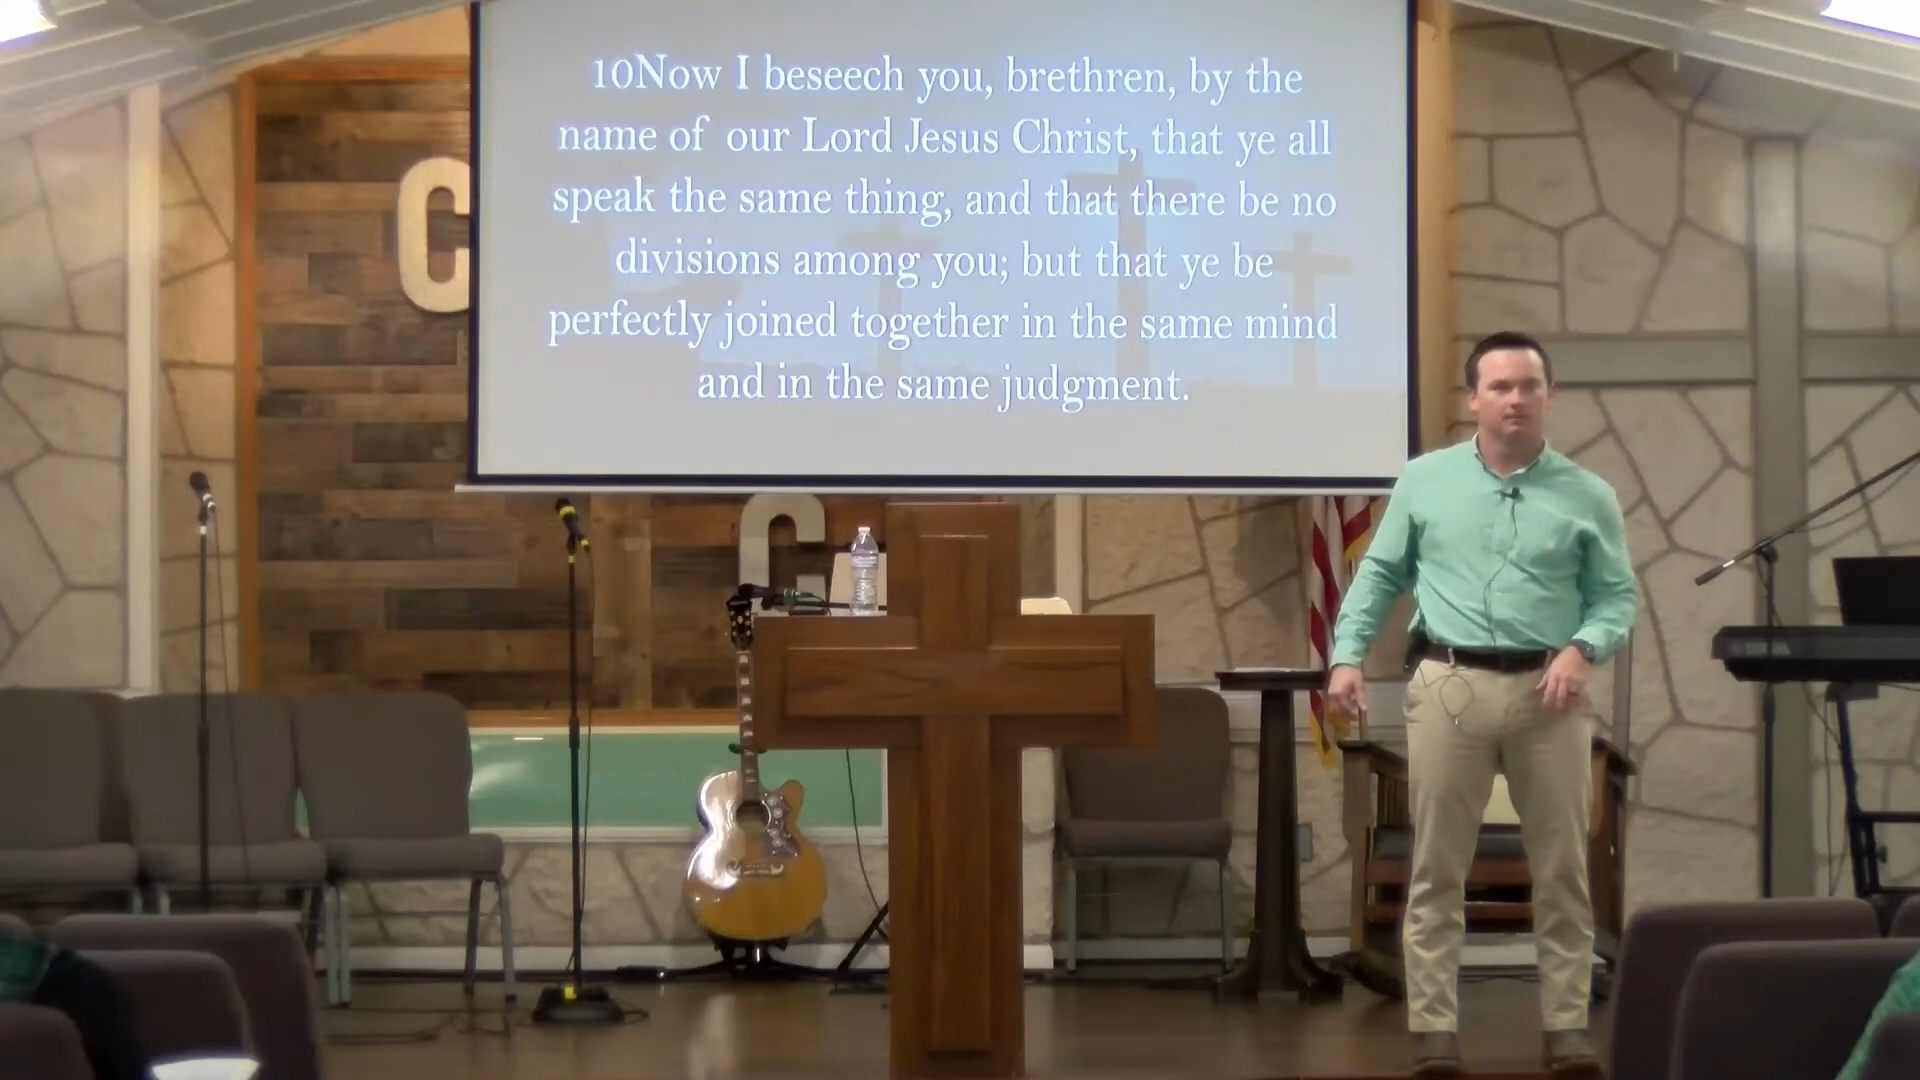 10Now I beseech you, brethren, by the
name of our Lord Jesus Christ, that ye all
speak the same thing, and that there be no
divisions among you; but that ye be
perfectly joined together in the same mind
and in the same judgment.
C
C